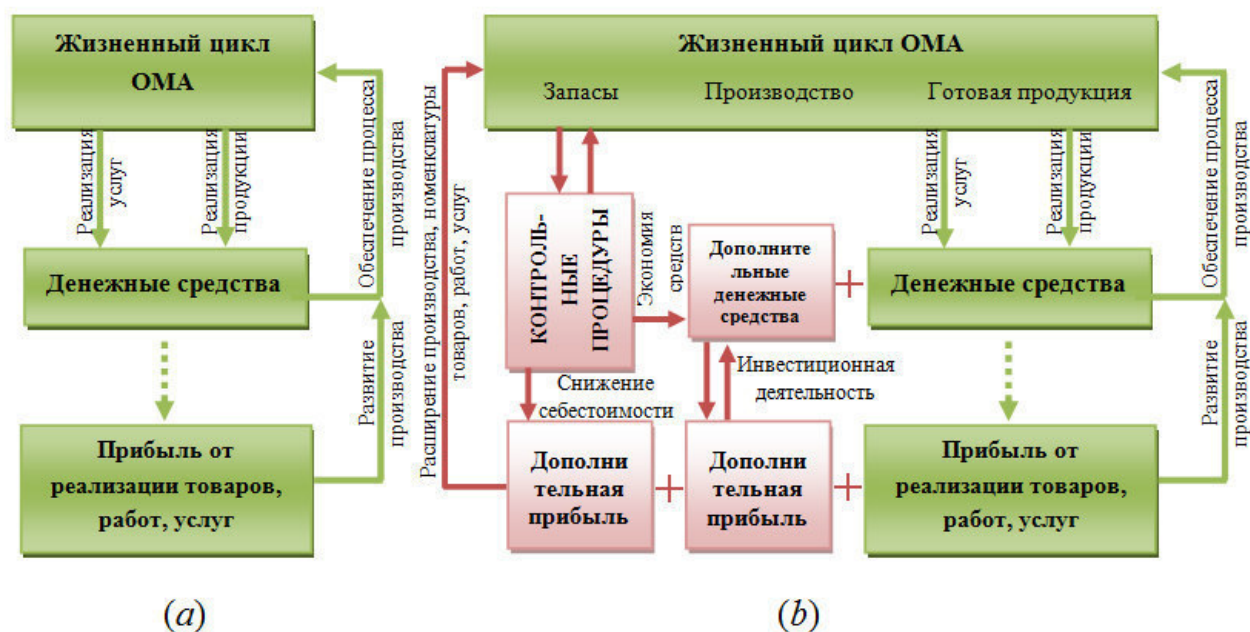 Жизненный цикл
ОМА
Реализация
услуг
Реализация
продукции
Обеспечение процесса
производства
Денежные средства
Развитие
производства
Прибыль от
реализации товаров,
работ, услуг
(a)
Жизненный цикл ОМА
Запасы
Производство
Готовая продукция
Расширение производства, номенклатуры
товаров, работ, услуг
КОНТРОЛЬ-
НЫЕ
ПРОЦЕДУРЫ
Экономия
средств
Дополните
льные
денежные
средства
+
Реализация
услуг
Реализация
продукции
Обеспечение процесса
производства
Денежные средства
Снижение
себестоимости
Инвестиционная
деятельность
Развитие
производства
Дополни
тельная
прибыль
+
Дополни
тельная
прибыль
+
Прибыль от
реализации товаров,
работ, услуг
(b)